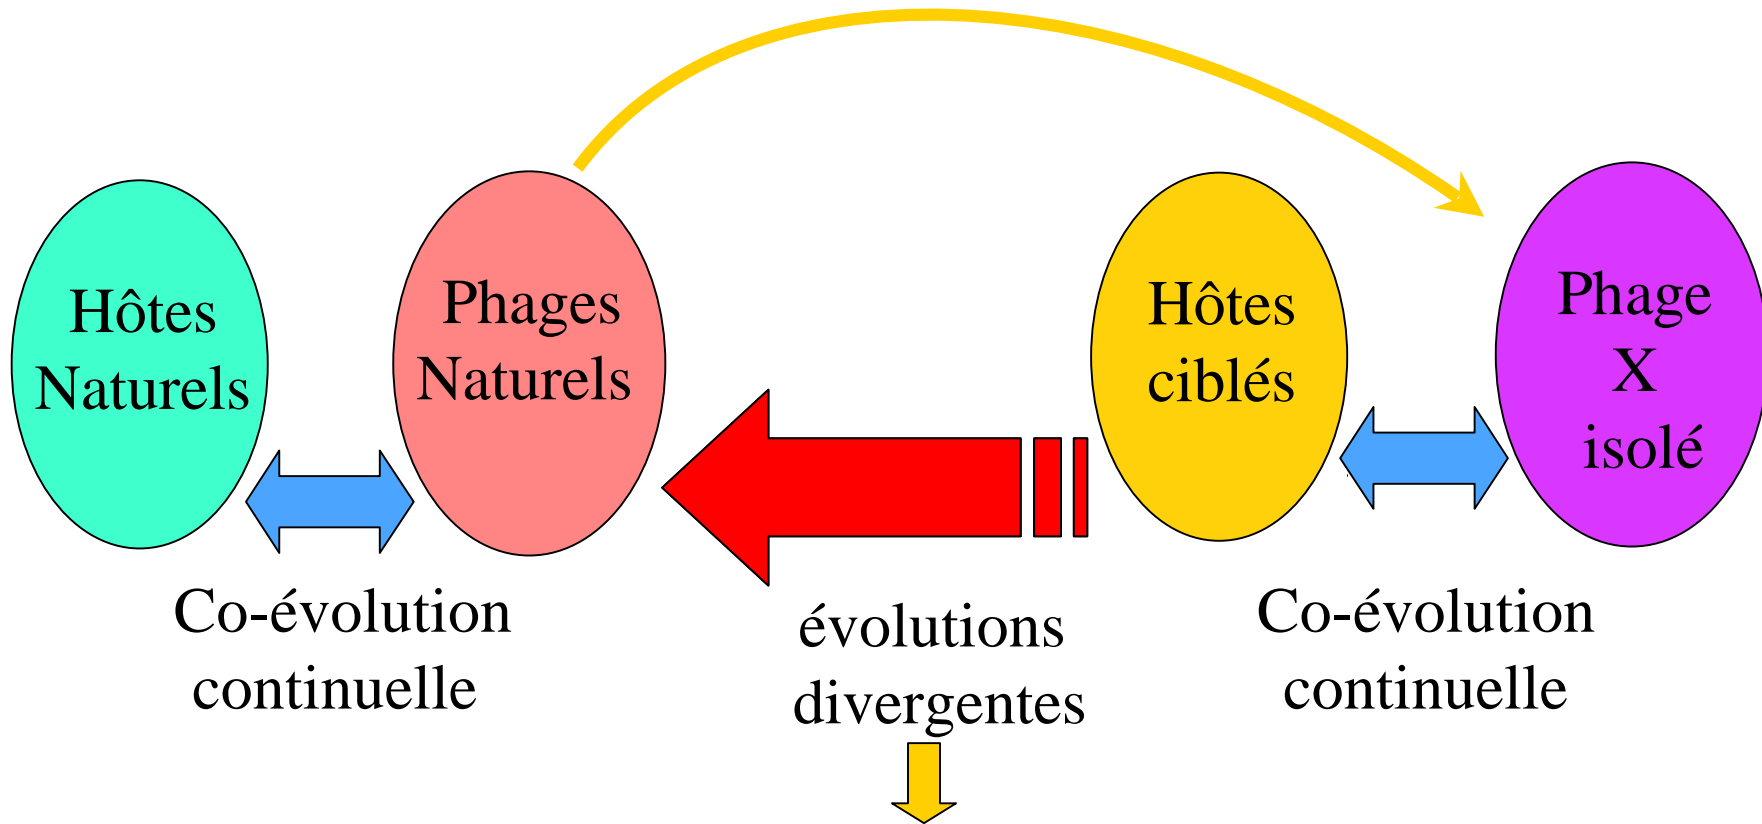 Hôtes
Naturels
Phages
Naturels
Hôtes
ciblés
Phage
X
isolé
Co-évolution
continuelle
évolutions
divergentes
Co-évolution
continuelle